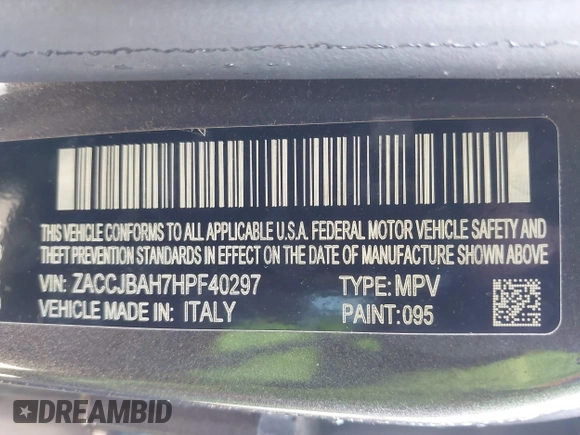 THIS VEHICLE CONFORMS TO ALL APPLICABLE U.S.A. FEDERAL MOTOR VEHICLE SAFETY AND
THEFT PREVENTION STANDARDS IN EFFECT ON THE DATE OF MANUFACTURE SHOWN ABOVE
VIN: ZACCJBAH7HPF40297 TYPE: MPV
VEHICLE MADE IN: ITALY PAINT: 095
DREAMBID